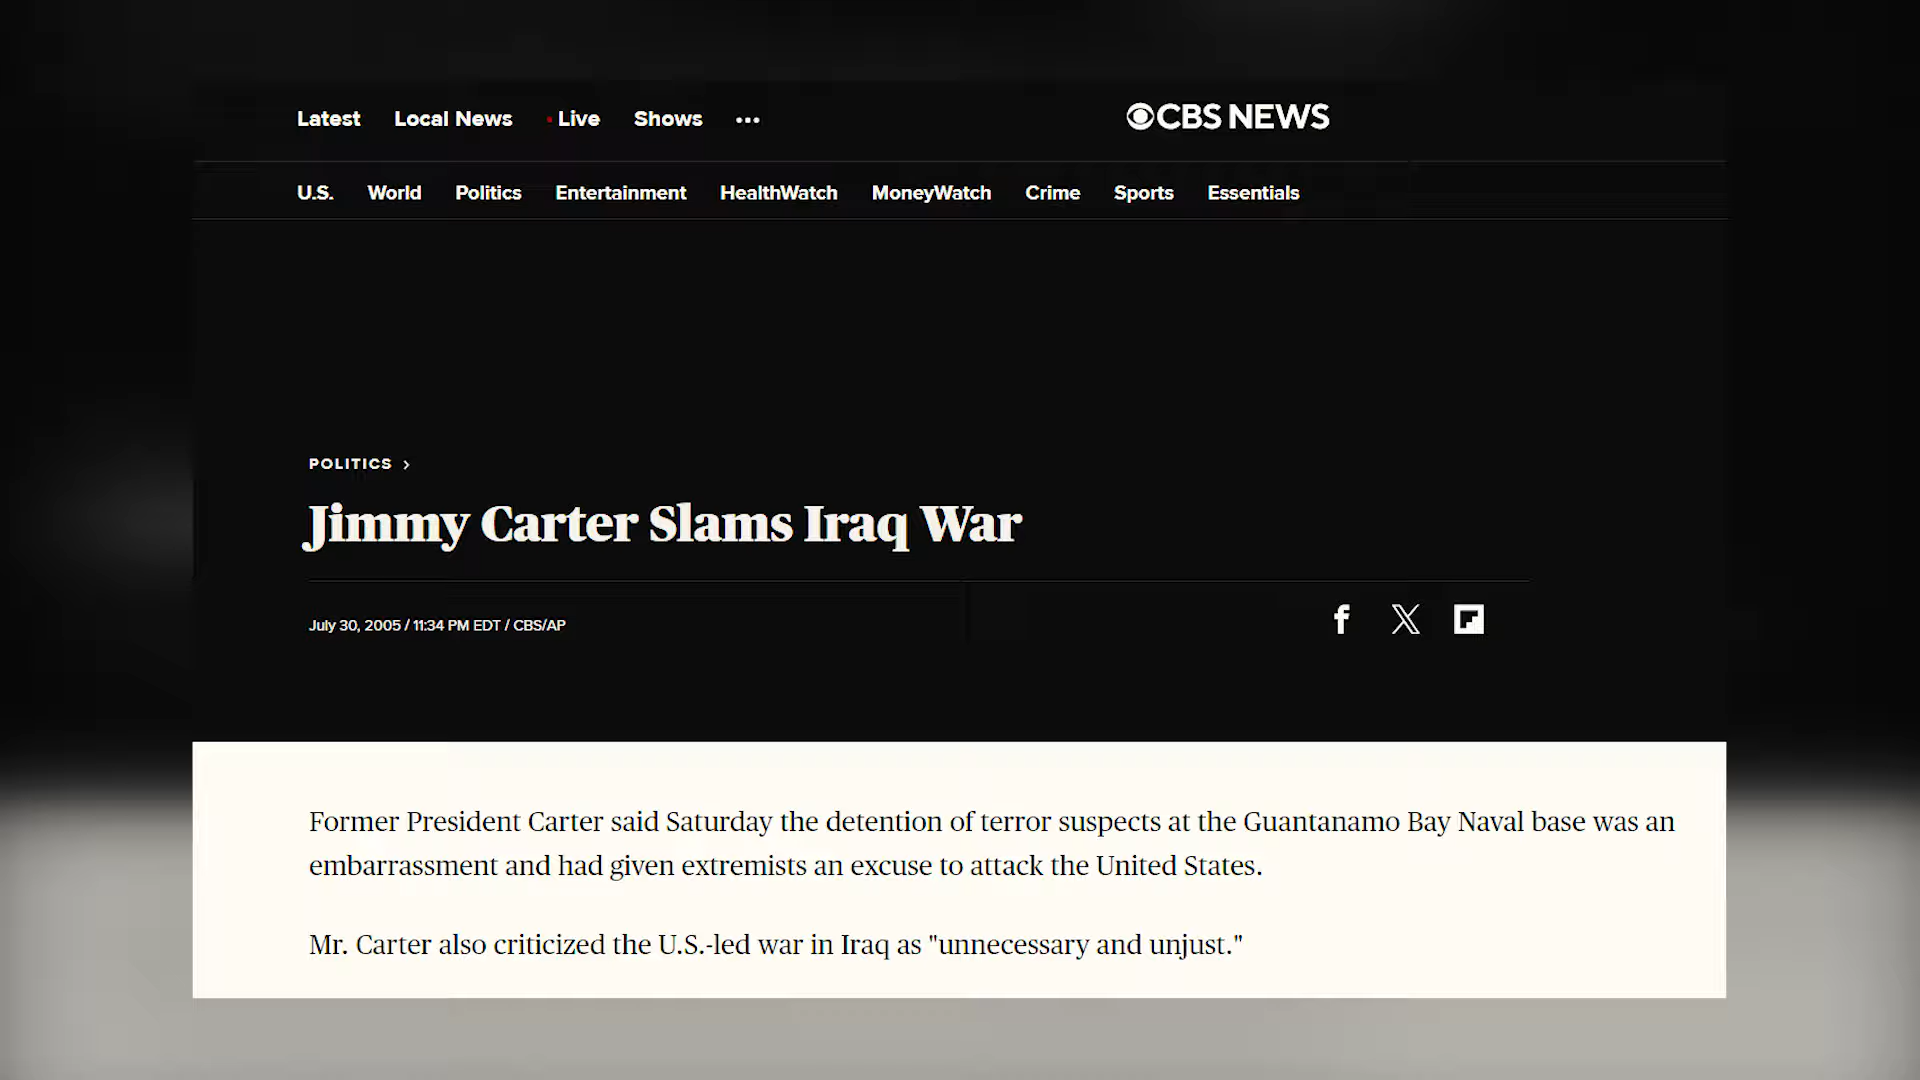 Latest Local News Live Shows ...
CBS NEWS
U.S. World Politics Entertainment HealthWatch MoneyWatch Crime Sports Essentials
POLITICS >
Jimmy Carter Slams Iraq War
July 30, 2005 / 11:34 PM EDT / CBS/AP
Former President Carter said Saturday the detention of terror suspects at the Guantanamo Bay Naval base was an
embarrassment and had given extremists an excuse to attack the United States.
Mr. Carter also criticized the U.S.-led war in Iraq as "unnecessary and unjust."